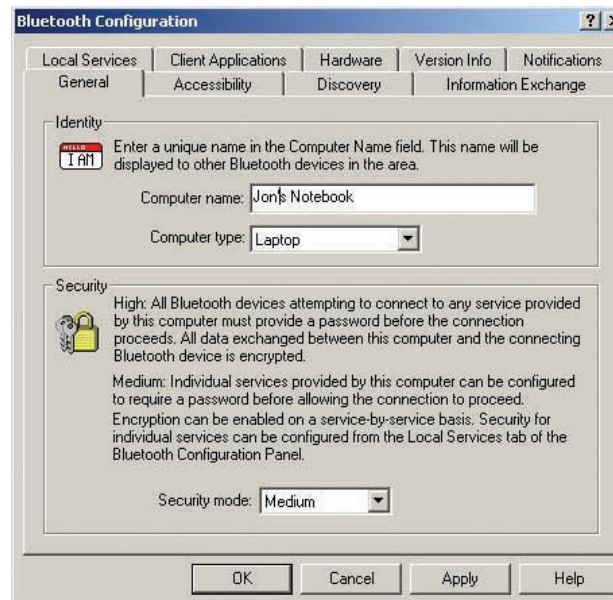 Bluetooth Configuration
Local Services Client Applications Hardware Version Info Notifications
General Accessibility Discovery Information Exchange
Identity
HELLO
I AM
Enter a unique name in the Computer Name field. This name will be
displayed to other Bluetooth devices in the area.
Computer name: Jon's Notebook
Computer type: Laptop
Security
High: All Bluetooth devices attempting to connect to any service provided
by this computer must provide a password before the connection
proceeds. All data exchanged between this computer and the connecting
Bluetooth device is encrypted.
Medium: Individual services provided by this computer can be configured
to require a password before allowing the connection to proceed.
Encryption can be enabled on a service-by-service basis. Security for
individual services can be configured from the Local Services tab of the
Bluetooth Configuration Panel.
Security mode: Medium
OK Cancel Apply Help